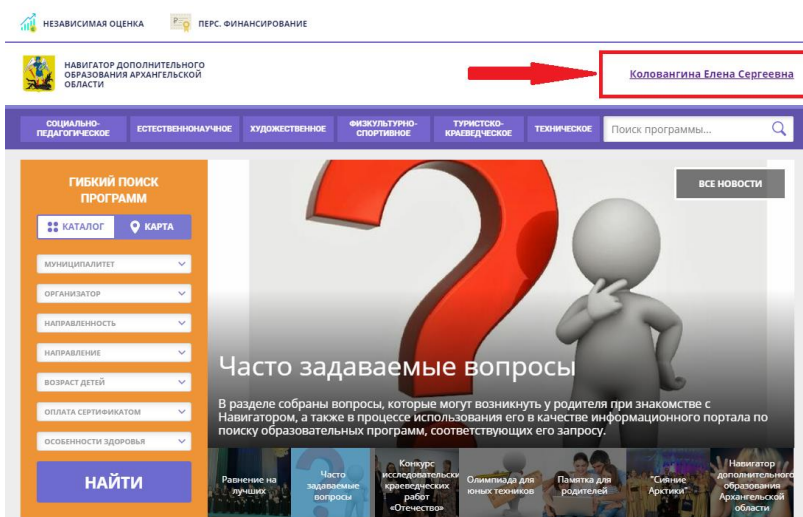 НЕЗАВИСИМАЯ ОЦЕНКА
ПЕРС. ФИНАНСИРОВАНИЕ
НАВИГАТОР ДОПОЛНИТЕЛЬНОГО
ОБРАЗОВАНИЯ АРХАНГЕЛЬСКОЙ
ОБЛАСТИ
Коловангина Елена Сергеевна
СОЦИАЛЬНО-
ПЕДАГОГИЧЕСКОЕ
ЕСТЕСТВЕННОНАУЧНОЕ
ХУДОЖЕСТВЕННОЕ
ФИЗКУЛЬТУРНО-
СПОРТИВНОЕ
ТУРИСТСКО-
КРАЕВЕДЧЕСКОЕ
ТЕХНИЧЕСКОЕ
Поиск программы...
ГИБКИЙ ПОИСК
ПРОГРАММ
КАТАЛОГ
КАРТА
МУНИЦИПАЛИТЕТ
ОРГАНИЗАТОР
НАПРАВЛЕННОСТЬ
НАПРАВЛЕНИЕ
ВОЗРАСТ ДЕТЕЙ
ОПЛАТА СЕРТИФИКАТОМ
ОСОБЕННОСТИ ЗДОРОВЬЯ
НАЙТИ
ВСЕ НОВОСТИ
Часто задаваемые вопросы
В разделе собраны вопросы, которые могут возникнуть у родителя при знакомстве с
Навигатором, а также в процессе использования его в качестве информационного портала по
поиску образовательных программ, соответствующих его запросу.
Равнение на
лучших
Часто
задаваемые
вопросы
Конкурс
исследовательски
краеведческих
работ
«Отечество»
Олимпиада для
юных техников
Памятка для
родителей
"Сияние
Арктики"
Навигатор
дополнительного
образования
Архангельской
области